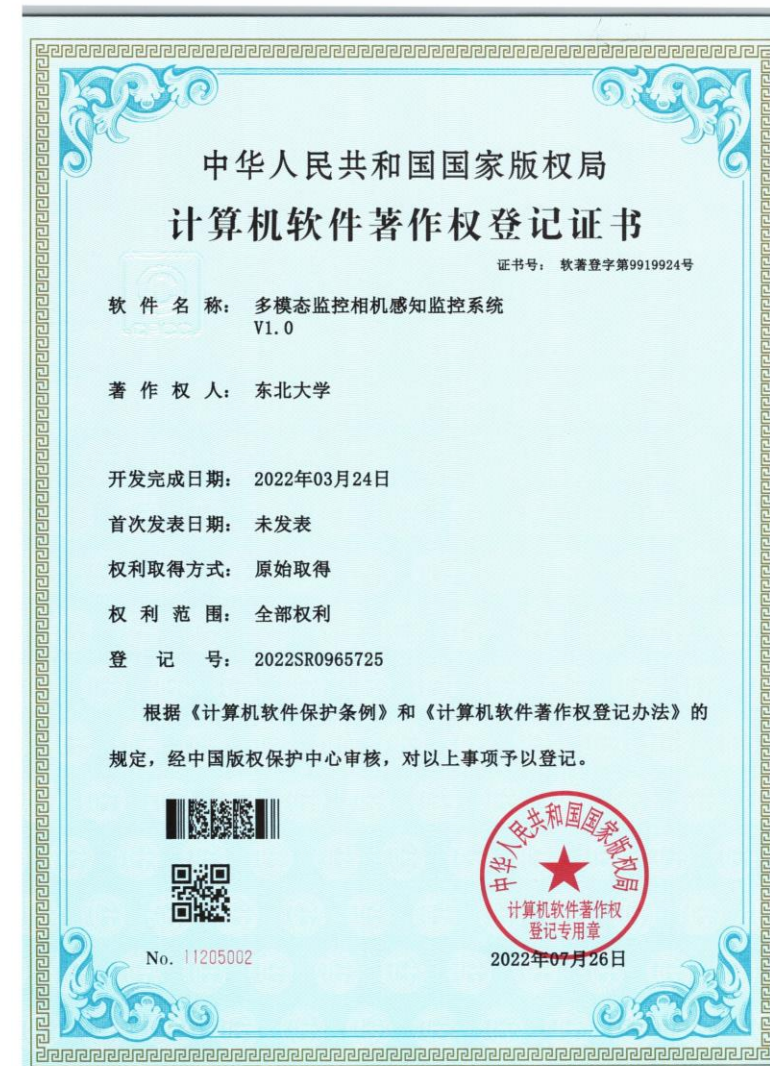 中华人民共和国国家版权局
计算机软件著作权登记证书
证书号： 软著登字第9919924号
软件名称： 多模态监控相机感知监控系统
V1.0
著作权人： 东北大学
开发完成日期： 2022年03月24日
首次发表日期： 未发表
权利取得方式： 原始取得
权利范围： 全部权利
登记号： 2022SR0965725
根据《计算机软件保护条例》和《计算机软件著作权登记办法》的
规定，经中国版权保护中心审核，对以上事项予以登记。
中华人民共和国国家版权局
计算机软件著作权
登记专用章
No. 11205002
2022年07月26日